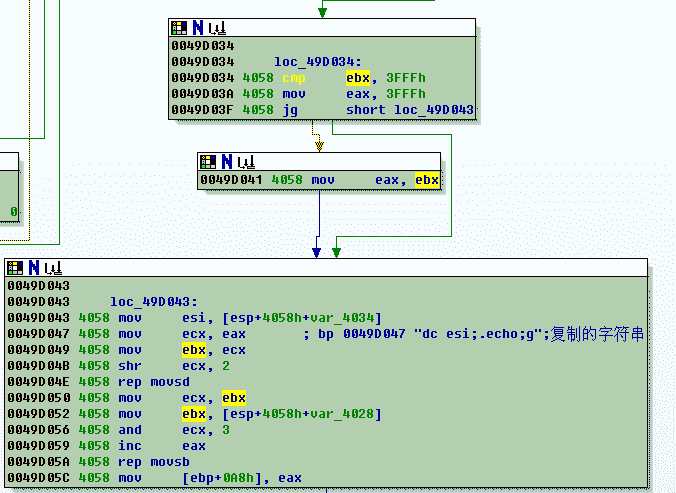 0049D034
0049D034 loc_49D034:
0049D034 4058 cmp ebx, 3FFFh
0049D03A 4058 mov eax, 3FFFh
0049D03F 4058 jg short loc_49D043
0049D041 4058 mov eax, ebx
0
0049D043
0049D043 loc_49D043:
0049D043 4058 mov esi, [esp+4058h+var_4034]
0049D047 4058 mov ecx, eax ; bp 0049D047 "dc esi;.echo;g";复制的字符串
0049D049 4058 mov ebx, ecx
0049D04B 4058 shr ecx, 2
0049D04E 4058 rep movsd
0049D050 4058 mov ecx, ebx
0049D052 4058 mov ebx, [esp+4058h+var_4028]
0049D056 4058 and ecx, 3
0049D059 4058 inc eax
0049D05A 4058 rep movsb
0049D05C 4058 mov [ebp+0A8h], eax